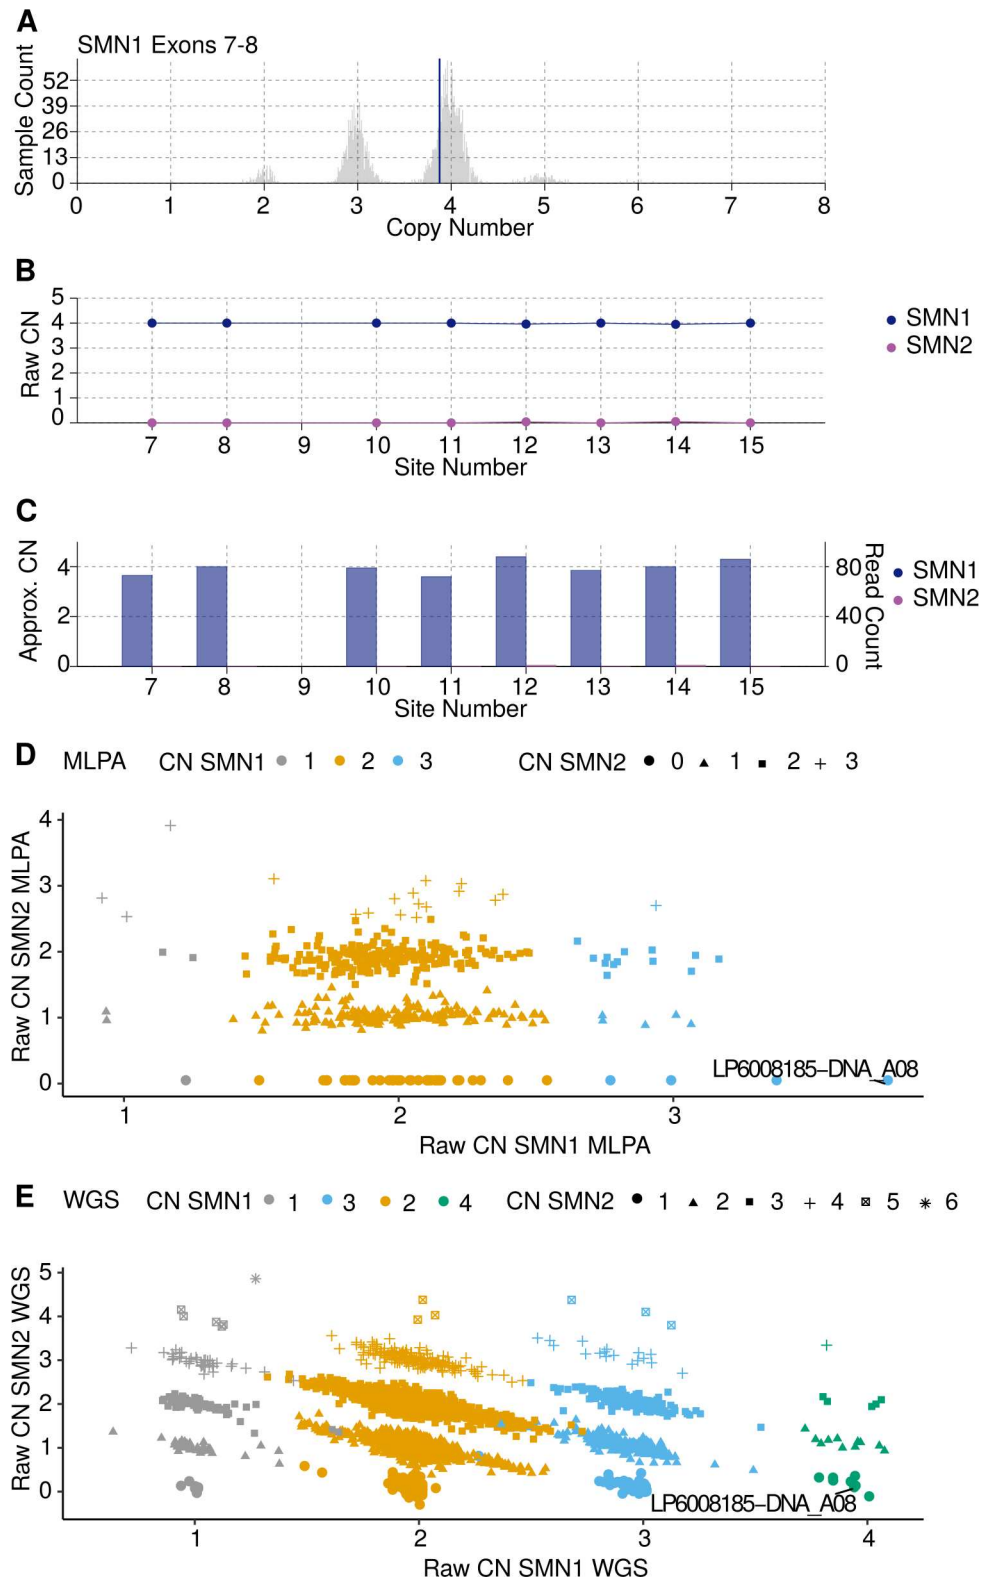 A
SMN1 Exons 7-8
Sample Count
52
39
26
13
0
0 1 2 3 4 5 6 7 8
Copy Number
B
Raw CN
5
4
3
2
1
0
7 8 9 10 11 12 13 14 15
Site Number
SMN1
SMN2
C
Approx. CN
4
2
0
80
40
0
Read Count
7 8 9 10 11 12 13 14 15
Site Number
SMN1
SMN2
D MLPA CN SMN1 1 2 3 CN SMN2 0 1 2 3
Raw CN SMN2 MLPA
4
3
2
1
0
LP6008185-DNA_A08
1 2 3
Raw CN SMN1 MLPA
E WGS CN SMN1 1 3 2 4 CN SMN2 1 2 3 4 5 6
Raw CN SMN2 WGS
5
4
3
2
1
0
LP6008185-DNA_A08
1 2 3 4
Raw CN SMN1 WGS